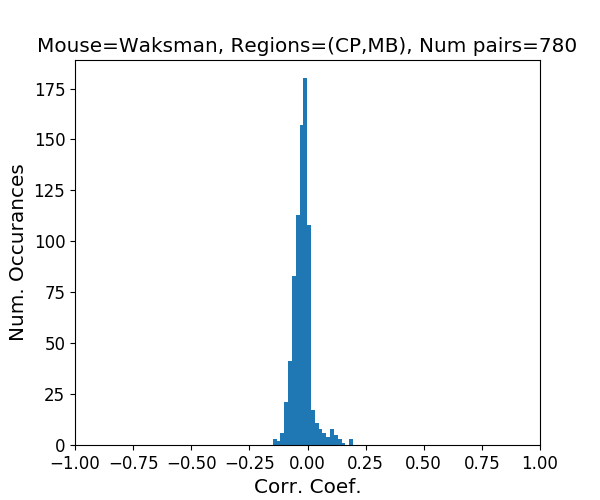 Mouse=Waksman, Regions=(CP,MB), Num pairs=780
Num. Occurances
175
150
125
100
75
50
25
0
−1.00 −0.75 −0.50 −0.25 0.00 0.25 0.50 0.75 1.00
Corr. Coef.